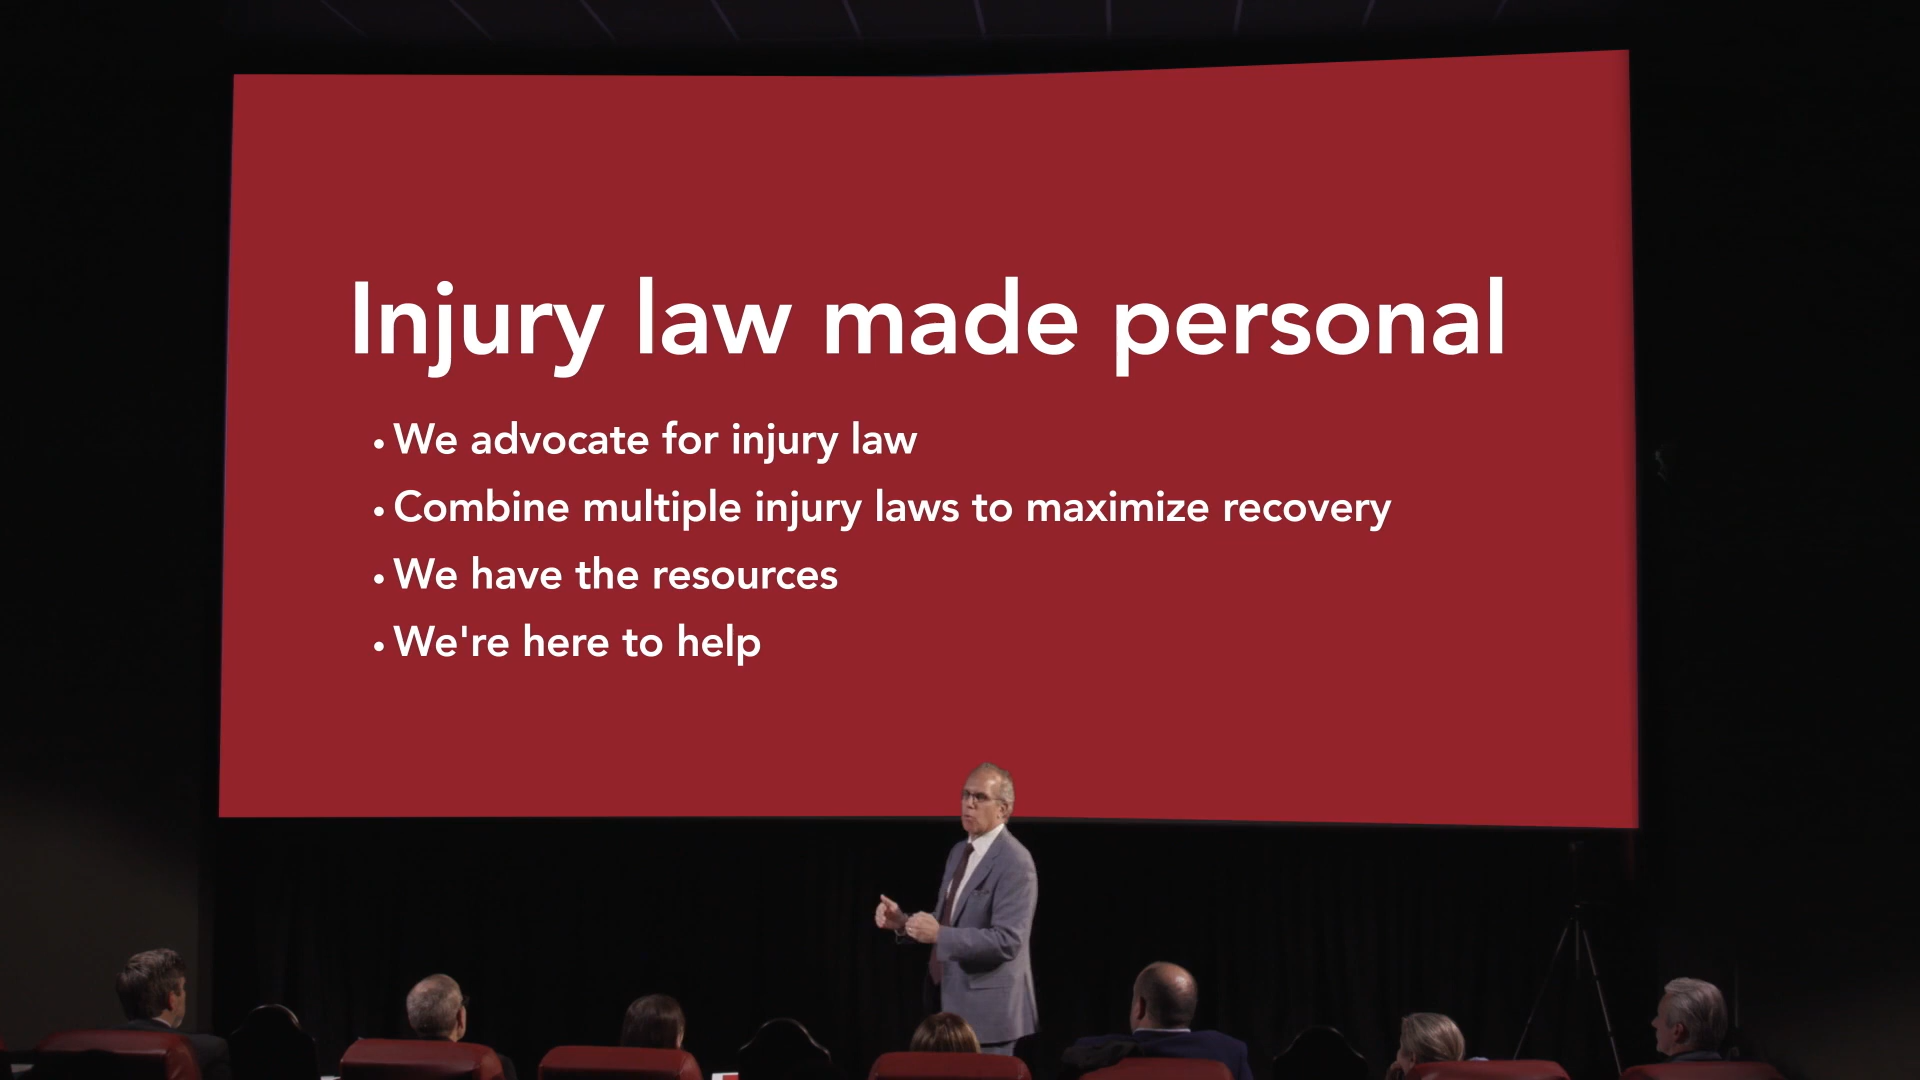 Injury law made personal
• We advocate for injury law
• Combine multiple injury laws to maximize recovery
• We have the resources
• We're here to help